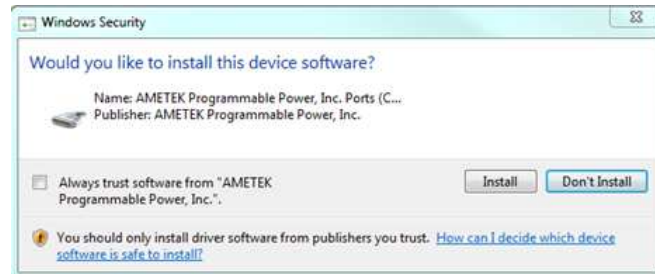 Windows Security
Would you like to install this device software?
Name: AMETEK Programmable Power, Inc. Ports (C...
Publisher: AMETEK Programmable Power, Inc.
Always trust software from "AMETEK
Programmable Power, Inc.".
Install
Don't Install
You should only install driver software from publishers you trust. How can I decide which device
software is safe to install?